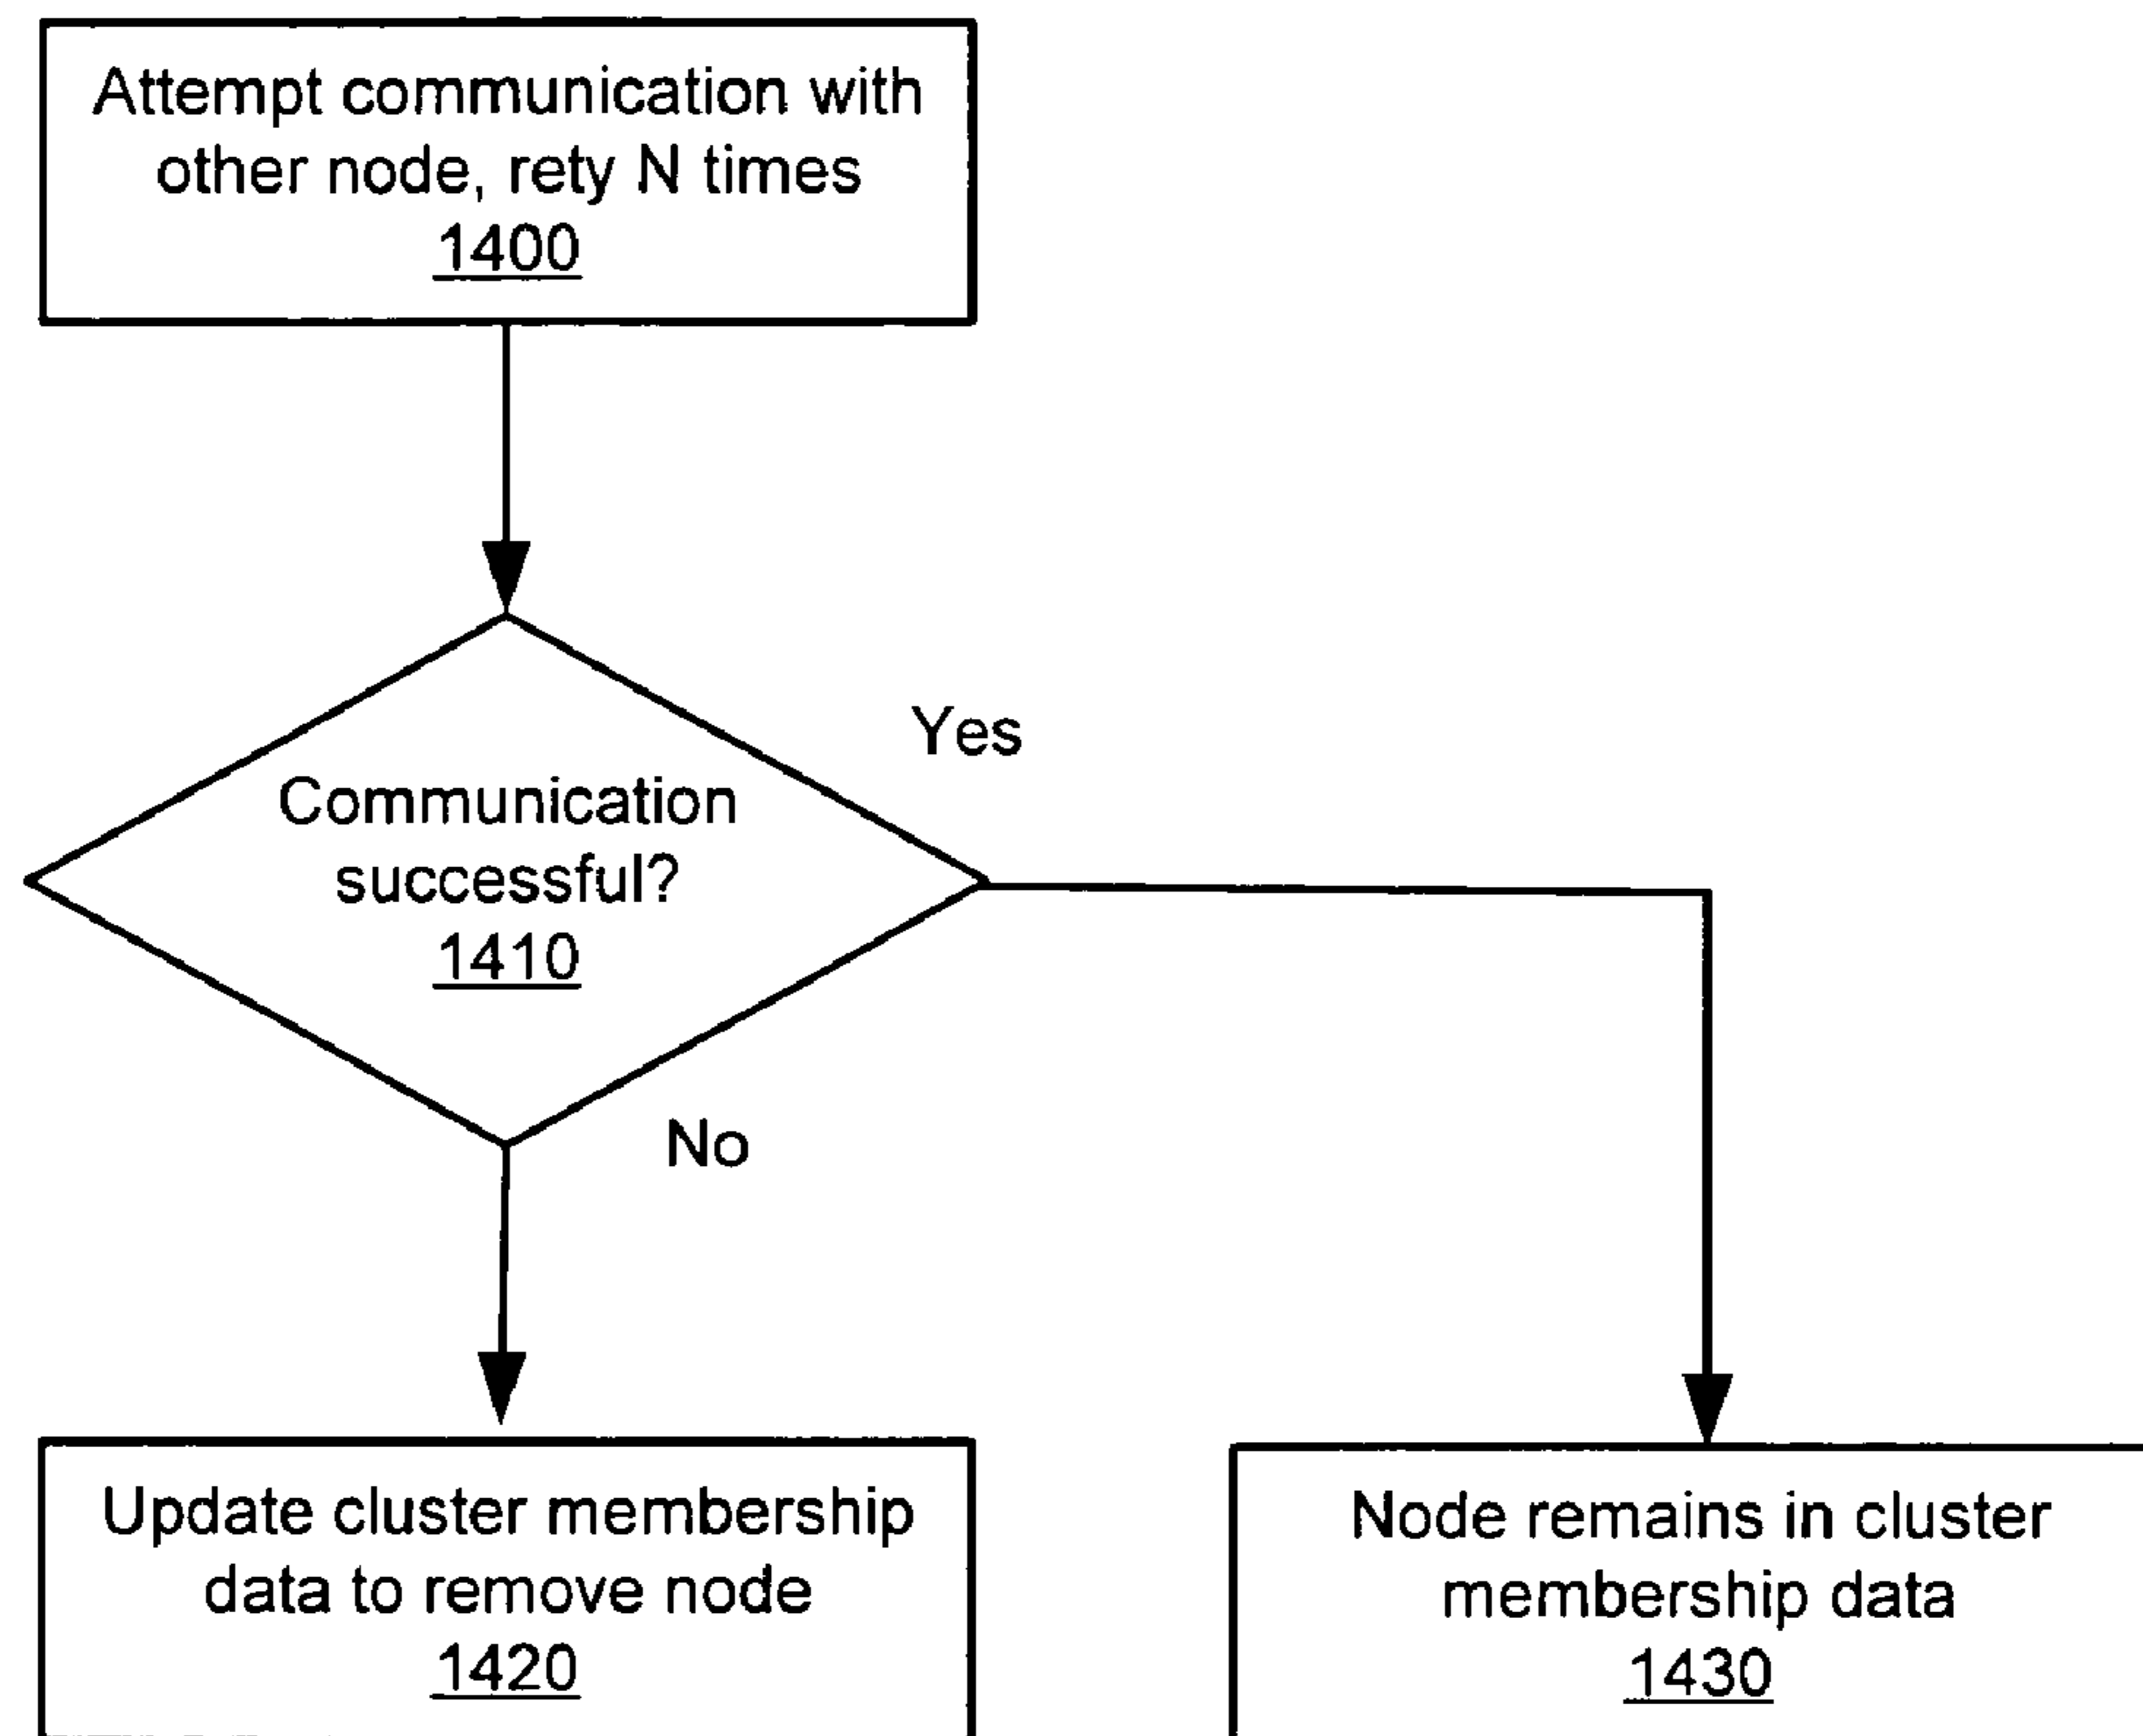 Attempt communication with
other node, rety N times
1400
Yes
Communication
successful?
1410
No
Update cluster membership
data to remove node
1420
Node remains in cluster
membership data
1430